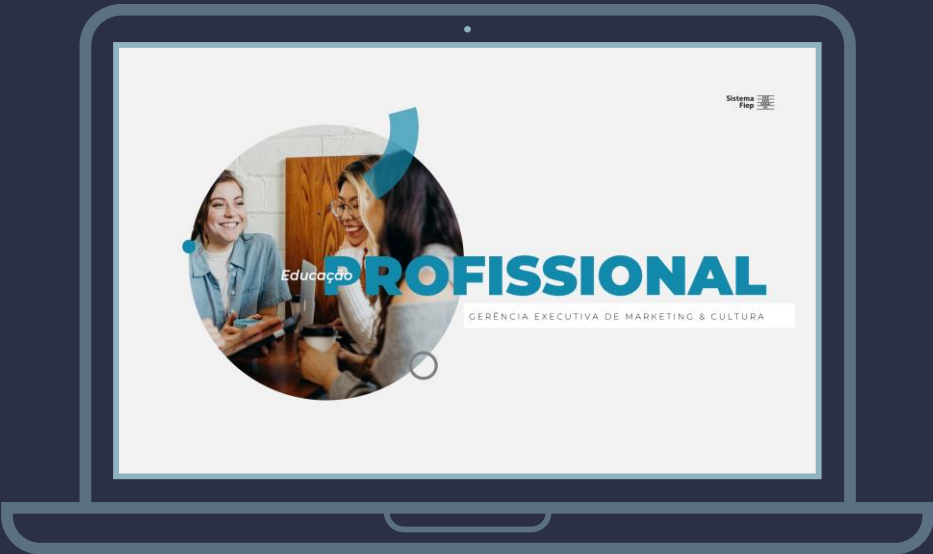 Sistema
Fiep
Educação
PROFISSIONAL
GERÊNCIA EXECUTIVA DE MARKETING & CULTURA